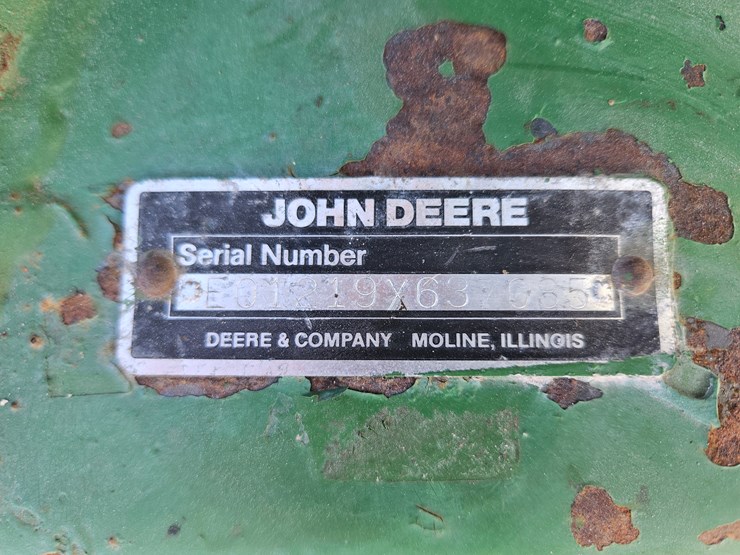 JOHN DEERE
Serial Number
DEERE & COMPANY MOLINE, ILLINOIS